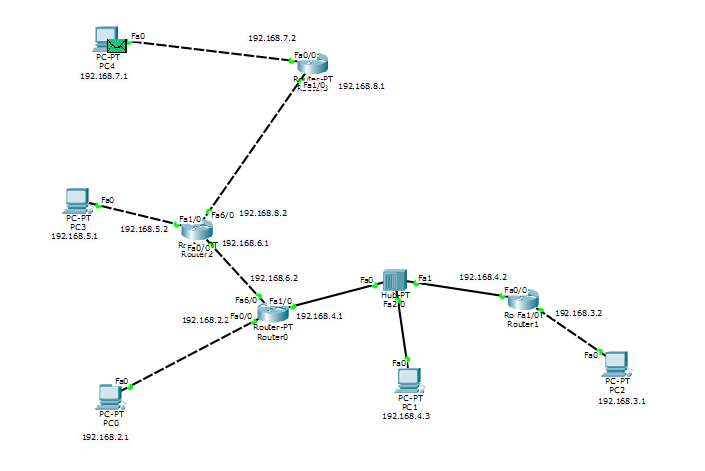 Fa0
192.168.7.2
PC-PT
PC4
192.168.7.1
Fa0/0
Router-PT
Fa1/0
192.168.8.1
Fa0
PC-PT
PC3
192.168.5.1
Fa1/0
Fa6/0
192.168.8.2
192.168.5.2
192.168.6.1
Fa0/0
Router2
192.168.6.2
Fa6/0
Fa1/0
192.168.2.2
Fa0/0
192.168.4.1
Router-PT
Router0
Fa0
Fa1
192.168.4.2
Hub-PT
Fa2
Fa0/0
Fa1/0
Router1
192.168.3.2
Fa0
PC-PT
PC2
192.168.3.1
Fa0
PC-PT
PC1
192.168.4.3
Fa0
PC-PT
PC0
192.168.2.1